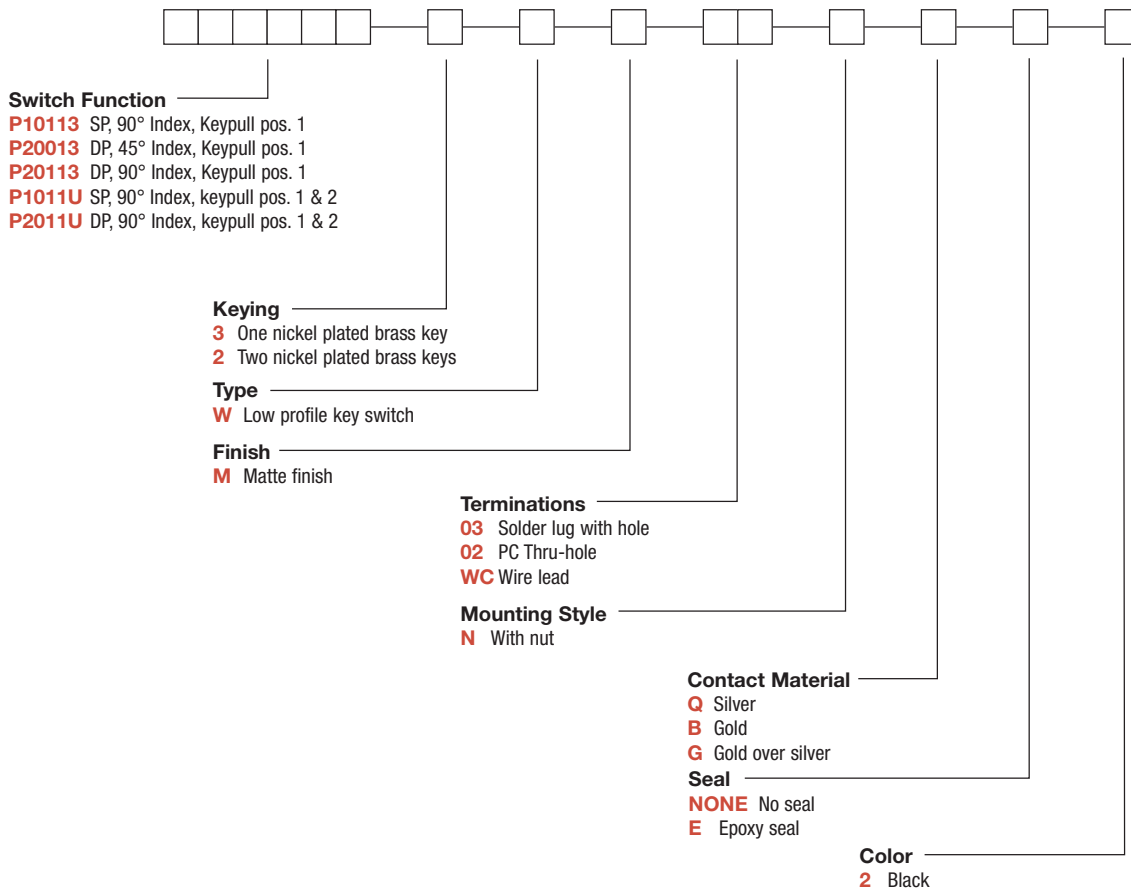 Switch Function
P10113 SP, 90° Index, Keypull pos. 1
P20013 DP, 45° Index, Keypull pos. 1
P20113 DP, 90° Index, Keypull pos. 1
P1011U SP, 90° Index, keypull pos. 1 & 2
P2011U DP, 90° Index, keypull pos. 1 & 2
Keying
3 One nickel plated brass key
2 Two nickel plated brass keys
Type
W Low profile key switch
Finish
M Matte finish
Terminations
03 Solder lug with hole
02 PC Thru-hole
WC Wire lead
Mounting Style
N With nut
Contact Material
Q Silver
B Gold
G Gold over silver
Seal
NONE No seal
E Epoxy seal
Color
2 Black